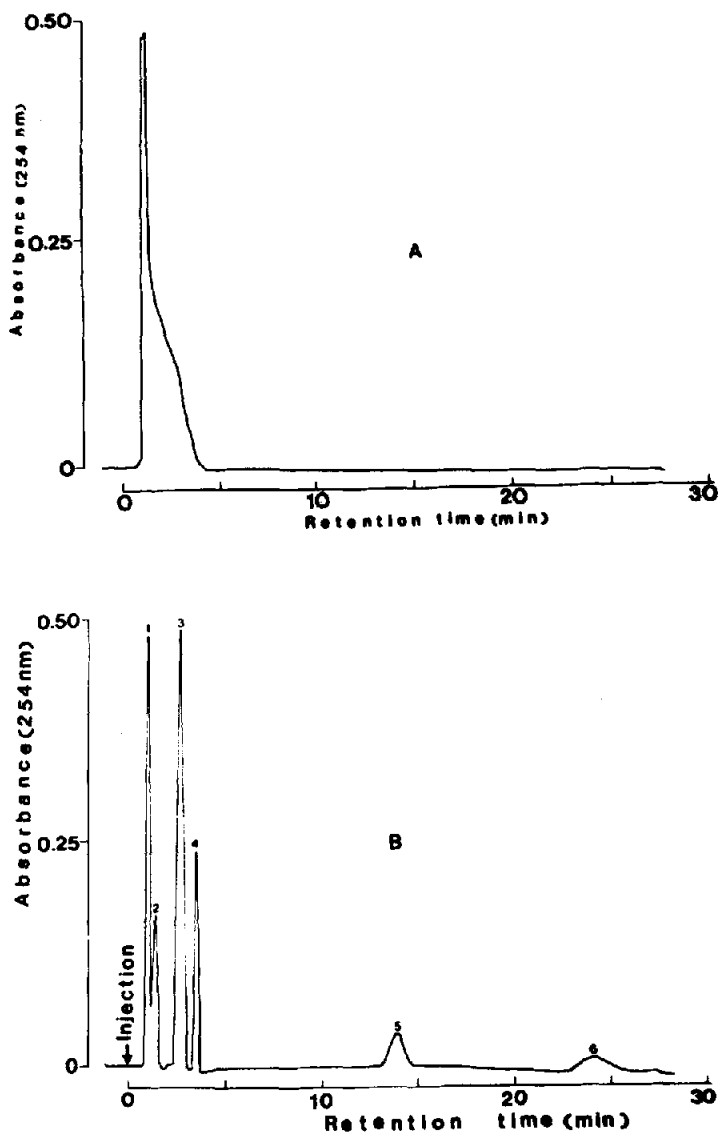 0.50
Absorbance (254 nm)
0.25
A
0
0 10 20 30
Retention time (min)
0.50
1 3
Absorbance (254nm)
0.25
4
B
2
Injection
5
6
0
0 10 20 30
Retention time (min)